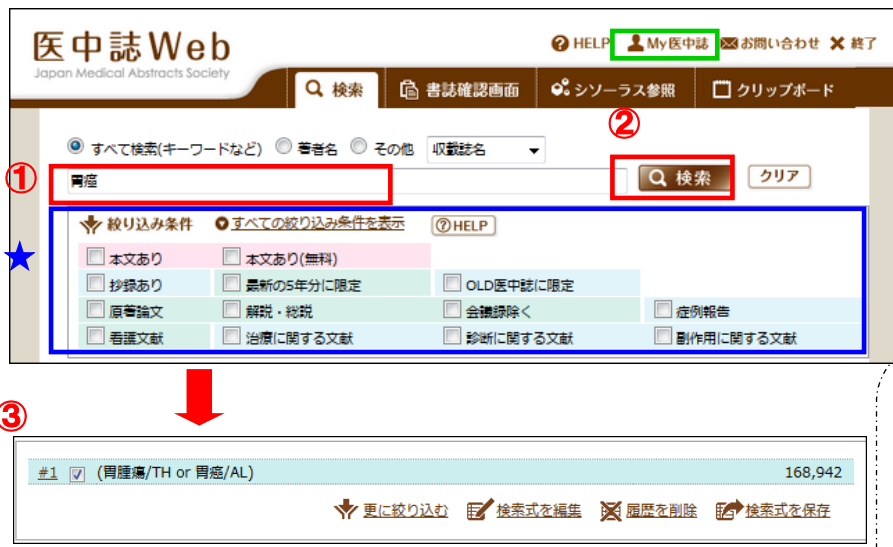 医中誌Web
Japan Medical Abstracts Society
HELP My医中誌 お問い合わせ 終了
検索 書誌確認画面 シソーラス参照 クリップボード
②
すべて検索(キーワードなど) 著者名 その他 収載誌名
①
胃癌 検索 クリア
絞り込み条件 すべての絞り込み条件を表示 HELP
★
本文あり 本文あり(無料)
抄録あり 最新の5年分に限定 OLD医中誌に限定
原著論文 解説・総説 会議録除く 症例報告
看護文献 治療に関する文献 診断に関する文献 副作用に関する文献
③
#1 (胃腫瘍/TH or 胃癌/AL) 168,942
更に絞り込む 検索式を編集 履歴を削除 検索式を保存